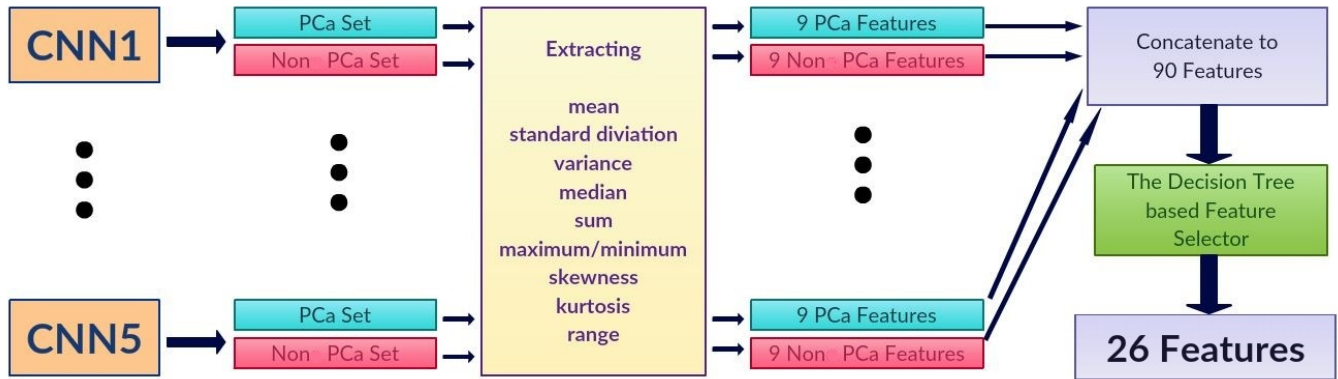 CNN1
PCa Set
Non PCa Set
Extracting
mean
standard diviation
variance
median
sum
maximum/minimum
skewness
kurtosis
range
9 PCa Features
9 Non PCa Features
Concatenate to
90 Features
The Decision Tree
based Feature
Selector
26 Features
CNN5
PCa Set
Non PCa Set
9 PCa Features
9 Non PCa Features